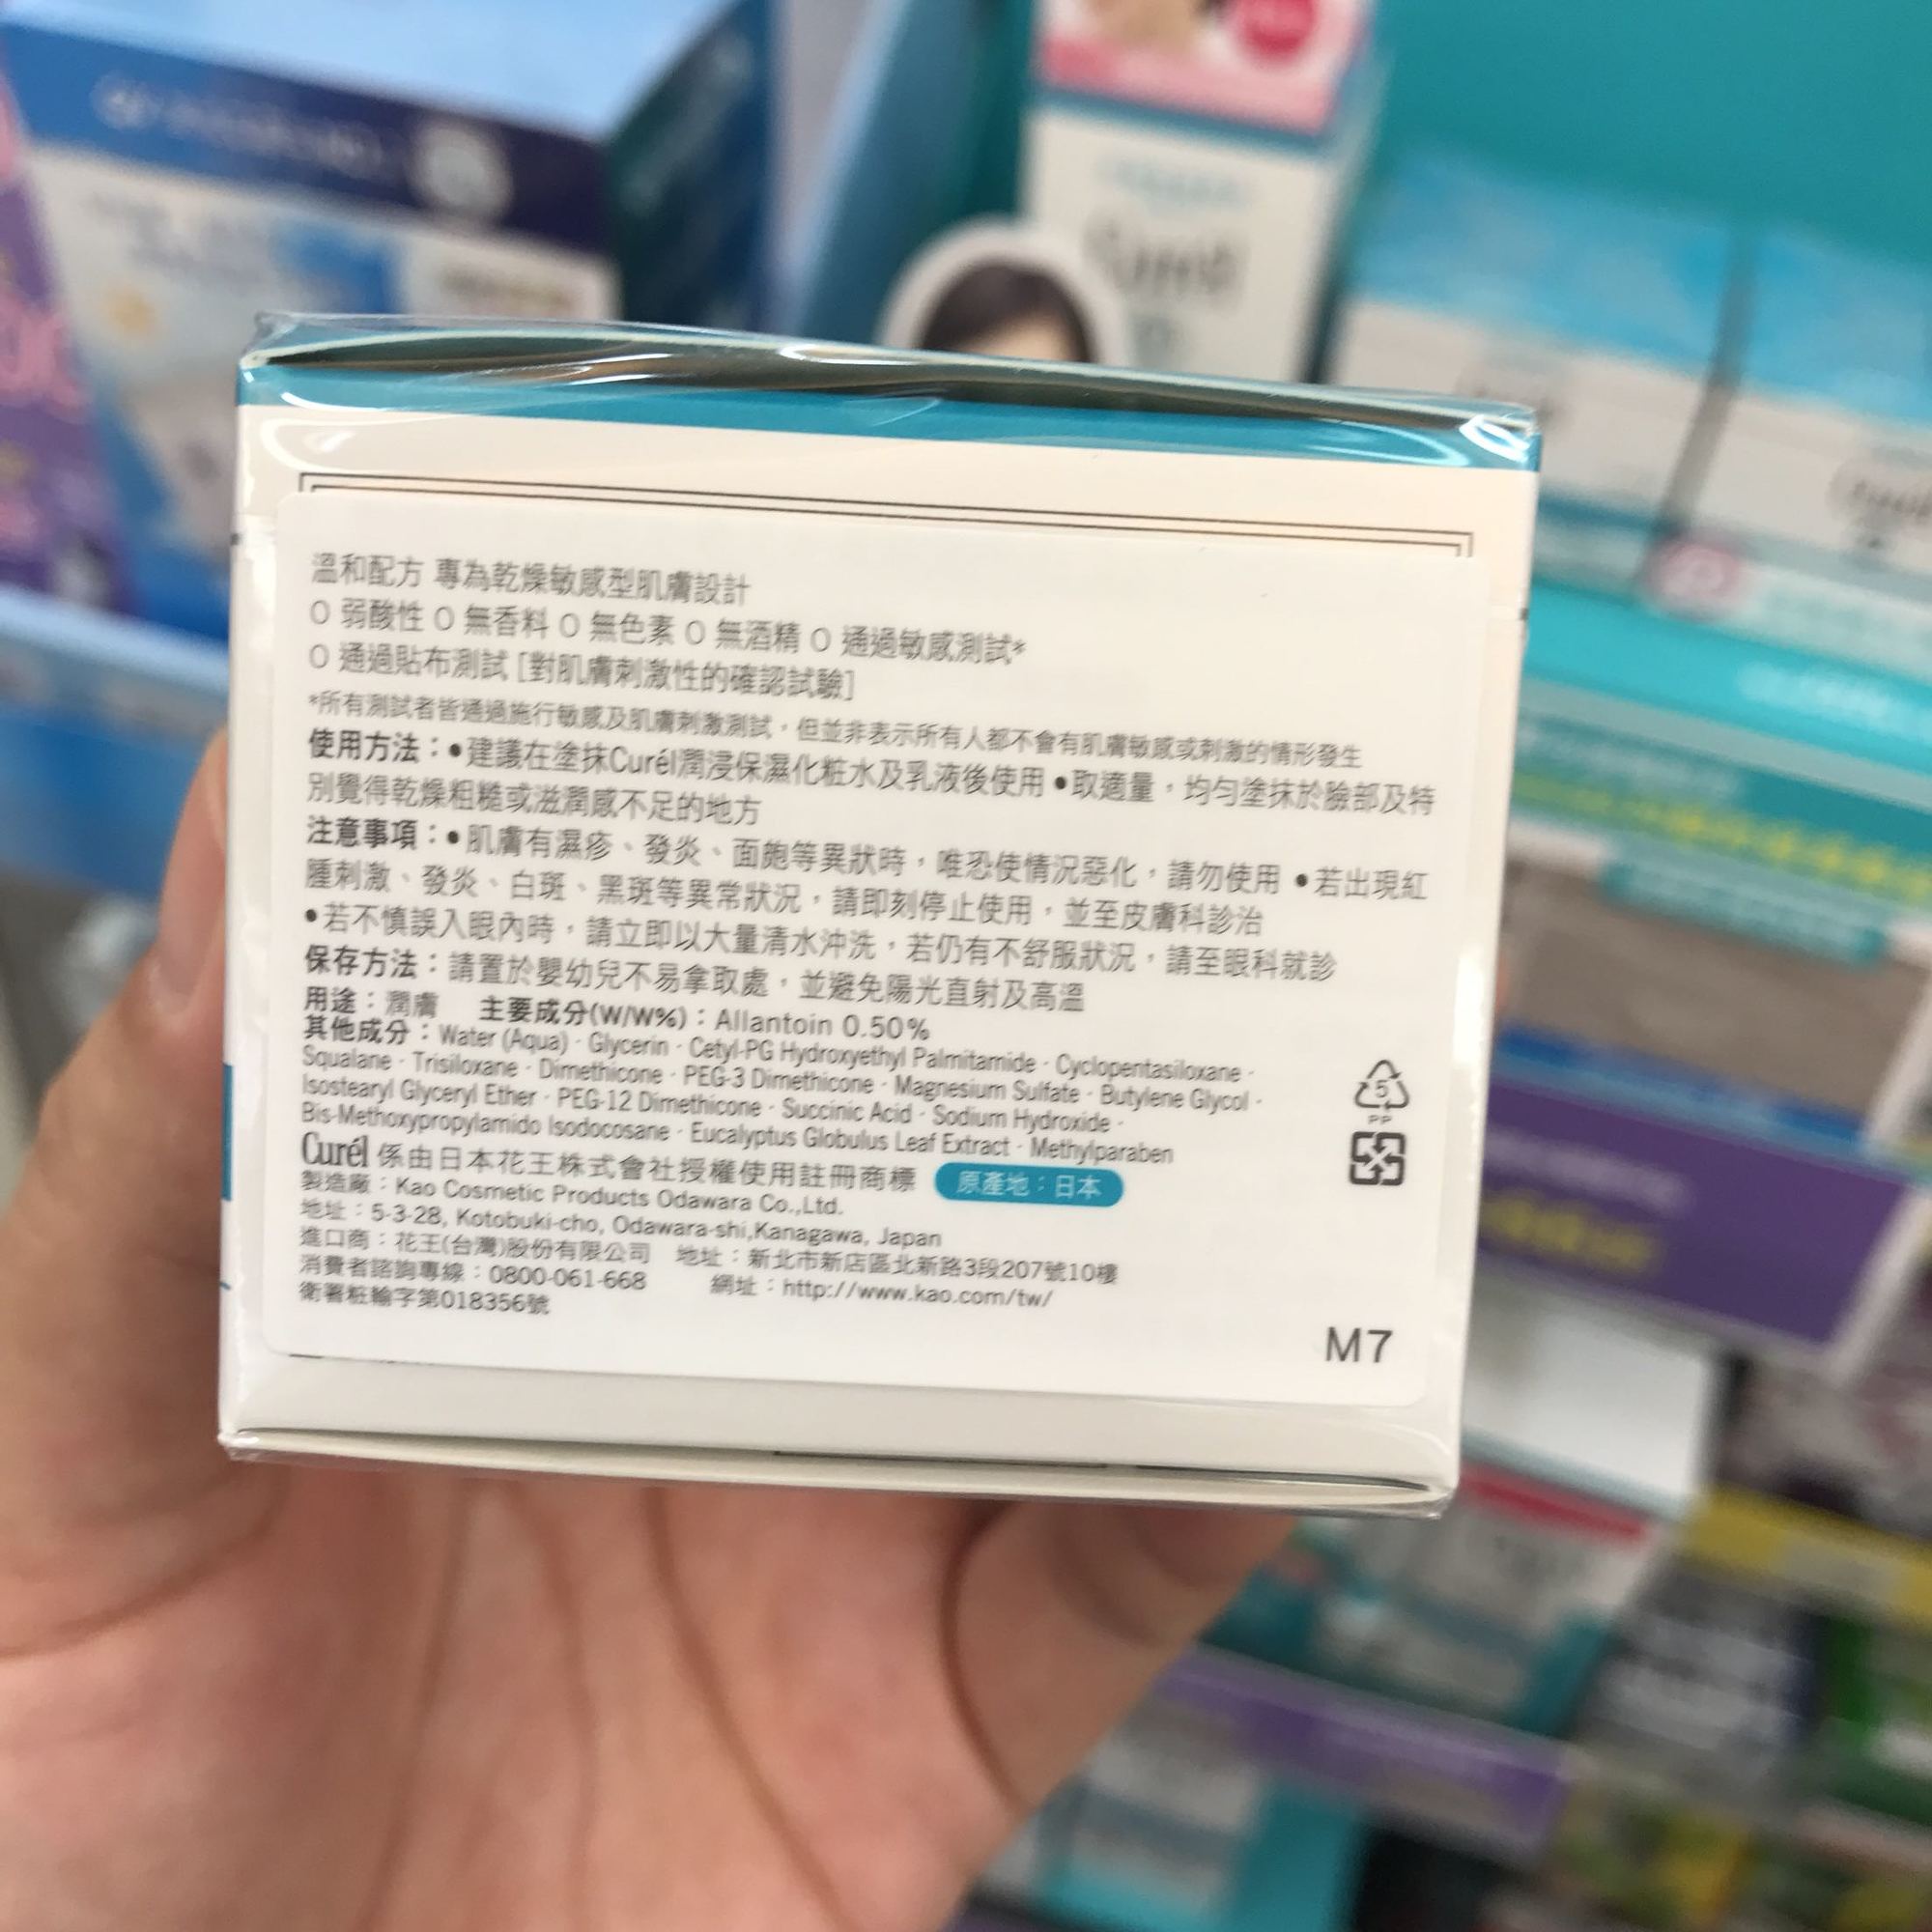 溫和配方 專為乾燥敏感型肌膚設計
O 弱酸性 O 無香料 O 無色素 O 無酒精 O 通過敏感測試*
O 通過貼布測試 [對肌膚刺激性的確認試驗]
*所有測試者皆通過施行敏感及肌膚刺激測試，但並非表示所有人都不會有肌膚敏感或刺激的情形發生
使用方法：•建議在塗抹Curél潤浸保濕化粧水及乳液後使用 •取適量，均勻塗抹於臉部及特
別覺得乾燥粗糙或滋潤感不足的地方
注意事項：•肌膚有濕疹、發炎、面皰等異狀時，唯恐使情況惡化，請勿使用 •若出現紅
腫刺激、發炎、白斑、黑斑等異常狀況，請即刻停止使用，並至皮膚科診治
•若不慎誤入眼內時，請立即以大量清水沖洗，若仍有不舒服狀況，請至眼科就診
保存方法：請置於嬰幼兒不易拿取處，並避免陽光直射及高溫
用途：潤膚 主要成分(W/W%)：Allantoin 0.50%
其他成分：Water (Aqua)．Glycerin．Cetyl-PG Hydroxyethyl Palmitamide．Cyclopentasiloxane．
Squalane．Trisiloxane．Dimethicone．PEG-3 Dimethicone．Magnesium Sulfate．Butylene Glycol．
Isostearyl Glyceryl Ether．PEG-12 Dimethicone．Succinic Acid．Sodium Hydroxide．
Bis-Methoxypropylamido Isodocosane．Eucalyptus Globulus Leaf Extract．Methylparaben
Curél 係由日本花王株式會社授權使用註冊商標 原產地：日本
製造廠：Kao Cosmetic Products Odawara Co.,Ltd.
地址：5-3-28, Kotobuki-cho, Odawara-shi,Kanagawa, Japan
進口商：花王(台灣)股份有限公司 地址：新北市新店區北新路3段207號10樓
消費者諮詢專線：0800-061-668 網址：http://www.kao.com/tw/
衛署粧輸字第018356號
5
PP
M7